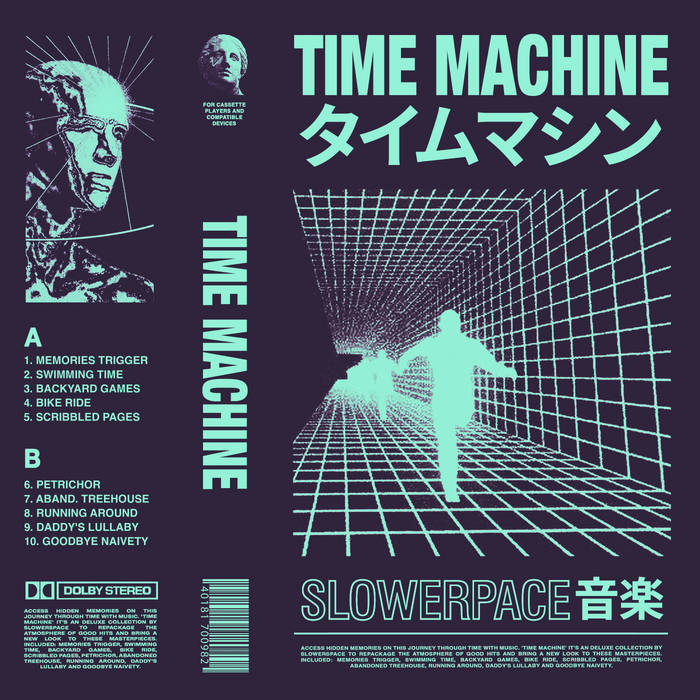 FOR CASSETTE
PLAYERS AND
COMPATIBLE
DEVICES
A
1. MEMORIES TRIGGER
2. SWIMMING TIME
3. BACKYARD GAMES
4. BIKE RIDE
5. SCRIBBLED PAGES
B
6. PETRICHOR
7. ABAND. TREEHOUSE
8. RUNNING AROUND
9. DADDY'S LULLABY
10. GOODBYE NAIVETY
DOLBY STEREO
ACCESS HIDDEN MEMORIES ON THIS
JOURNEY THROUGH TIME WITH MUSIC. 'TIME
MACHINE' IT'S AN DELUXE COLLECTION BY
SLOWERSPACE TO REPACKAGE THE
ATMOSPHERE OF GOOD HITS AND BRING A
NEW LOOK TO THESE MASTERPIECES.
INCLUDED: MEMORIES TRIGGER, SWIMMING
TIME, BACKYARD GAMES, BIKE RIDE,
SCRIBBLED PAGES, PETRICHOR, ABANDONED
TREEHOUSE, RUNNING AROUND, DADDY'S
LULLABY AND GOODBYE NAIVETY.
TIME MACHINE
40181 700982
TIME MACHINE
タイムマシン
SLOWERPACE 音楽
ACCESS HIDDEN MEMORIES ON THIS JOURNEY THROUGH TIME WITH MUSIC. 'TIME MACHINE' IT'S AN DELUXE COLLECTION BY
SLOWERSPACE TO REPACKAGE THE ATMOSPHERE OF GOOD HITS AND BRING A NEW LOOK TO THESE MASTERPIECES.
INCLUDED: MEMORIES TRIGGER, SWIMMING TIME, BACKYARD GAMES, BIKE RIDE, SCRIBBLED PAGES, PETRICHOR,
ABANDONED TREEHOUSE, RUNNING AROUND, DADDY'S LULLABY AND GOODBYE NAIVETY.